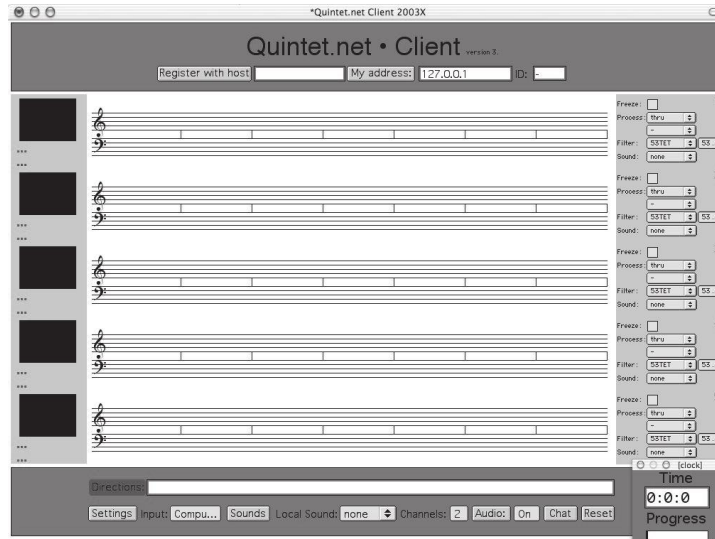 *Quintet.net Client 2003X
Quintet.net • Client version 3.
Register with host My address: 127.0.0.1 ID: -
Freeze:
Process: thru
-
Filter: 53TET 53..
Sound: none
...
...
Freeze:
Process: thru
-
Filter: 53TET 53..
Sound: none
...
...
Freeze:
Process: thru
-
Filter: 53TET 53..
Sound: none
...
...
Freeze:
Process: thru
-
Filter: 53TET 53..
Sound: none
...
...
Freeze:
Process: thru
-
Filter: 53TET 53..
Sound: none
...
...
[clock]
Time
0:0:0
Progress
Directions:
Settings Input: Compu... Sounds Local Sound: none Channels: 2 Audio: On Chat Reset